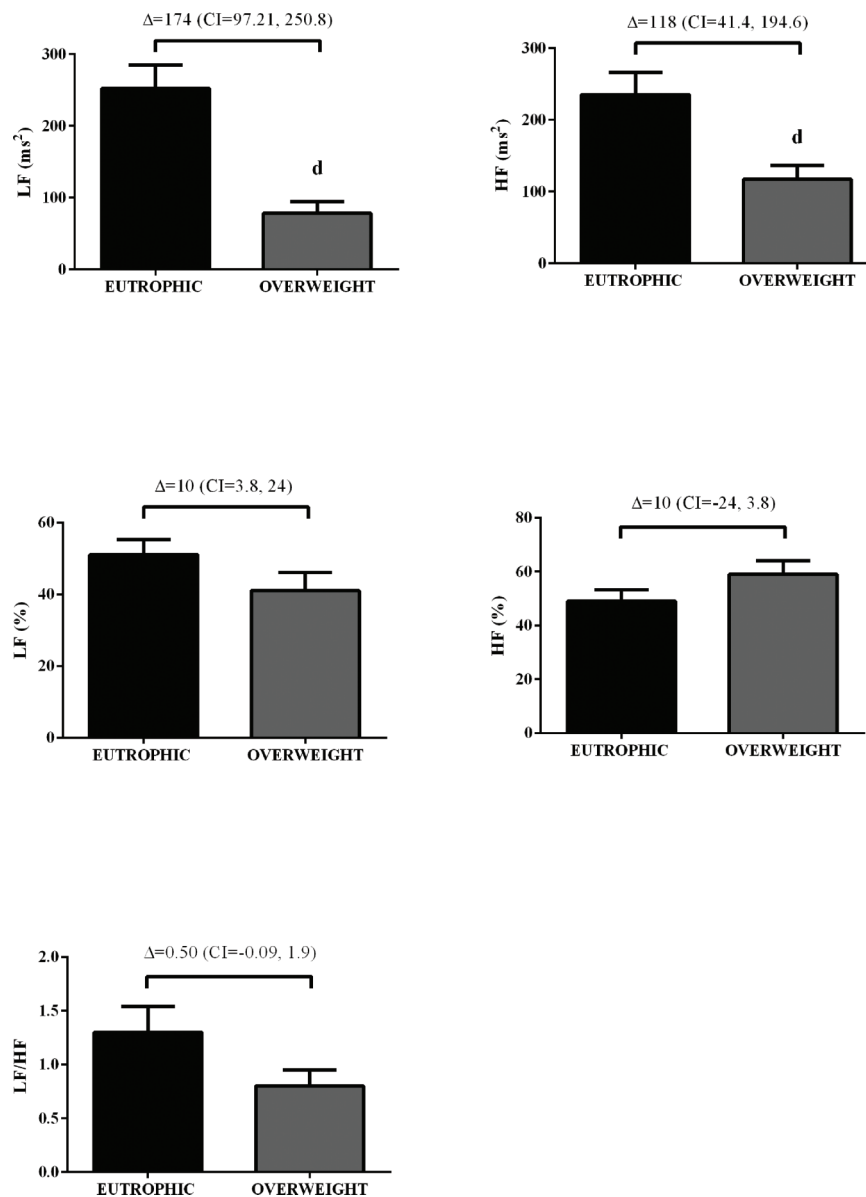 Δ=174 (CI=97.21, 250.8)
300
200
100
0
LF (ms²)
d
EUTROPHIC
OVERWEIGHT
Δ=118 (CI=41.4, 194.6)
300
200
100
0
HF (ms²)
d
EUTROPHIC
OVERWEIGHT
Δ=10 (CI=3.8, 24)
60
40
20
0
LF (%)
EUTROPHIC
OVERWEIGHT
Δ=10 (CI=-24, 3.8)
80
60
40
20
0
HF (%)
EUTROPHIC
OVERWEIGHT
Δ=0.50 (CI=-0.09, 1.9)
2.0
1.5
1.0
0.5
0.0
LF/HF
EUTROPHIC
OVERWEIGHT